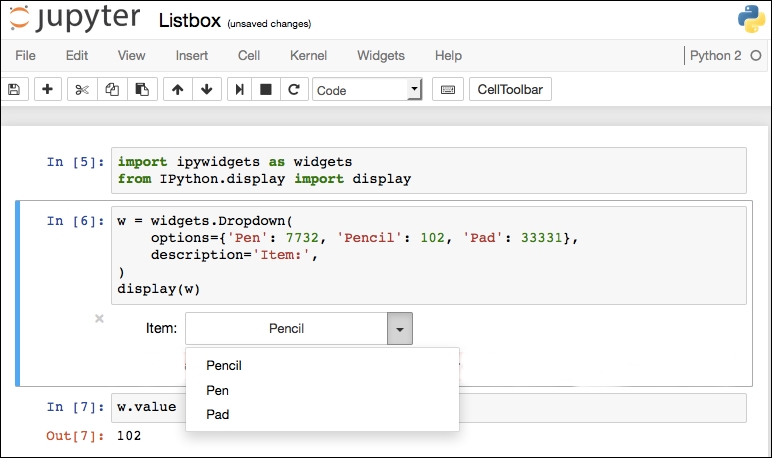 jupyter Listbox (unsaved changes)
File Edit View Insert Cell Kernel Widgets Help Python 2
Code CellToolbar
In [5]: import ipywidgets as widgets
from IPython.display import display
In [6]: w = widgets.Dropdown(
options={'Pen': 7732, 'Pencil': 102, 'Pad': 33331},
description='Item:',
)
display(w)
Item: Pencil
Pencil
Pen
Pad
In [7]: w.value
Out[7]: 102